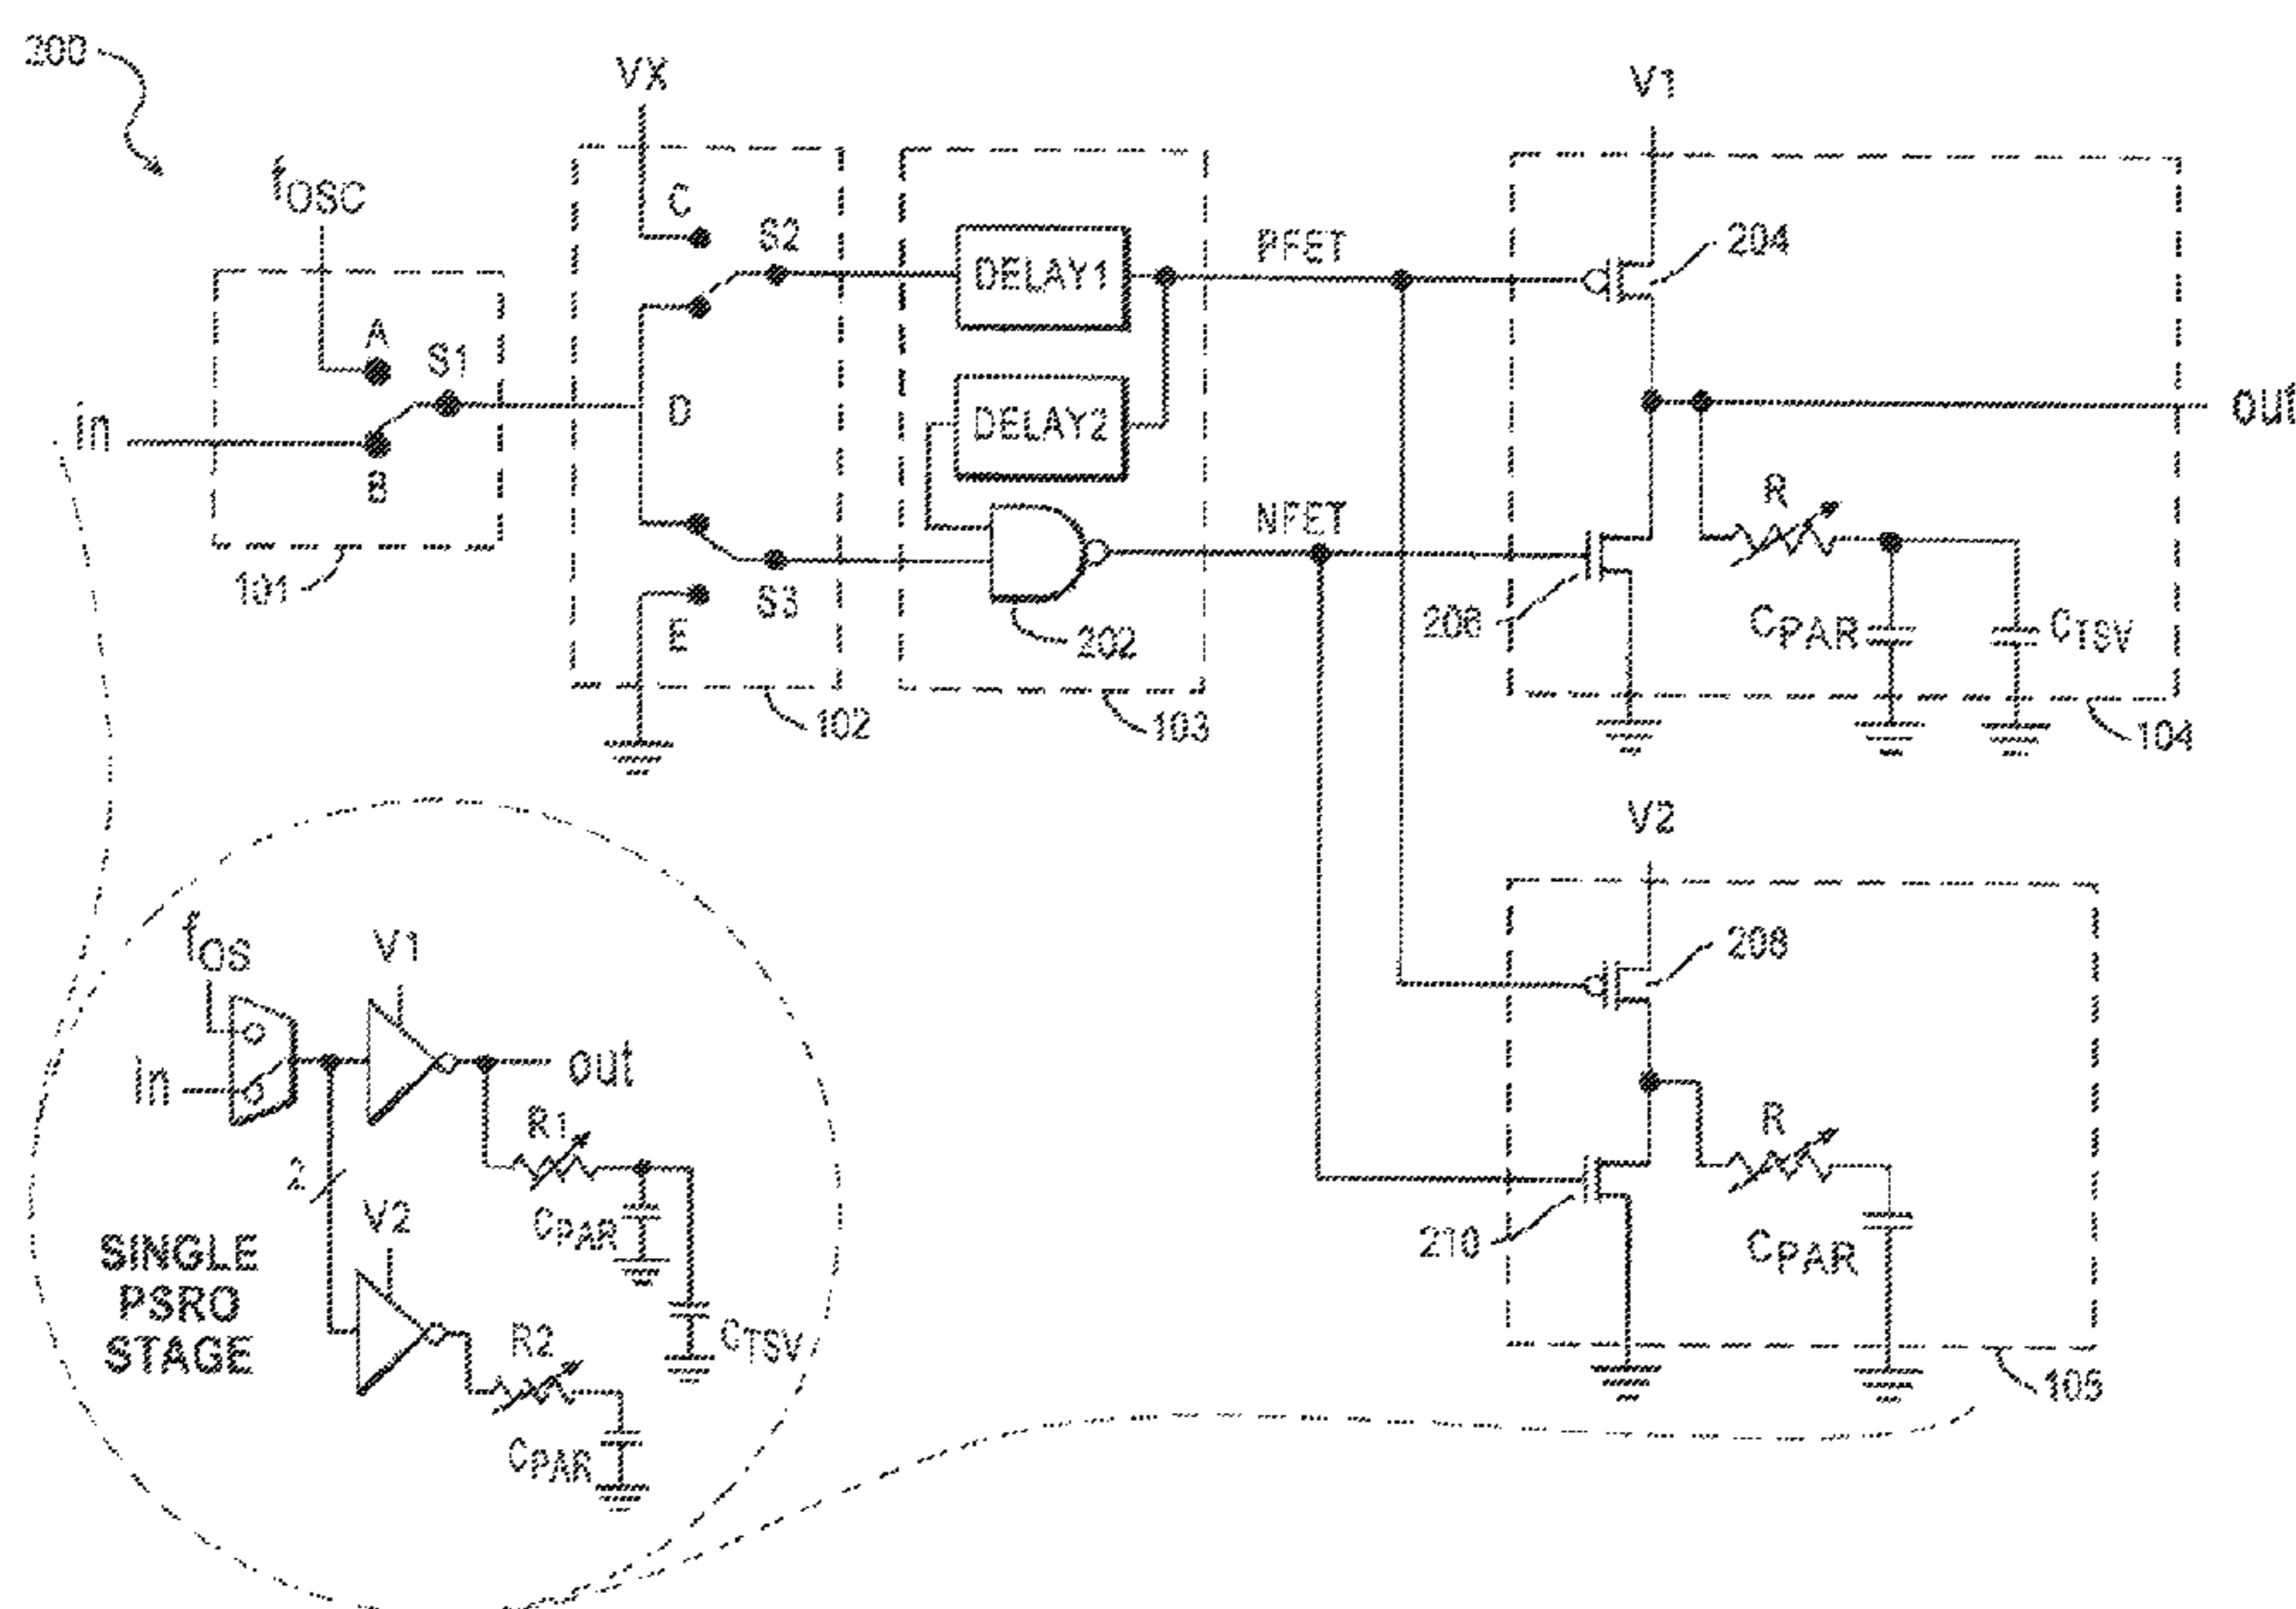 200
VX
V1
fOSC
C
S2
DELAY1
PFET
204
A
S1
in
B
101
D
DELAY2
out
R
NFET
S3
E
202
206
CPAR
CTSV
102
103
104
V2
208
R
210
CPAR
105
fOS
V1
In
out
2
R1
V2
CPAR
SINGLE
PSRO
STAGE
R2
CTSV
CPAR